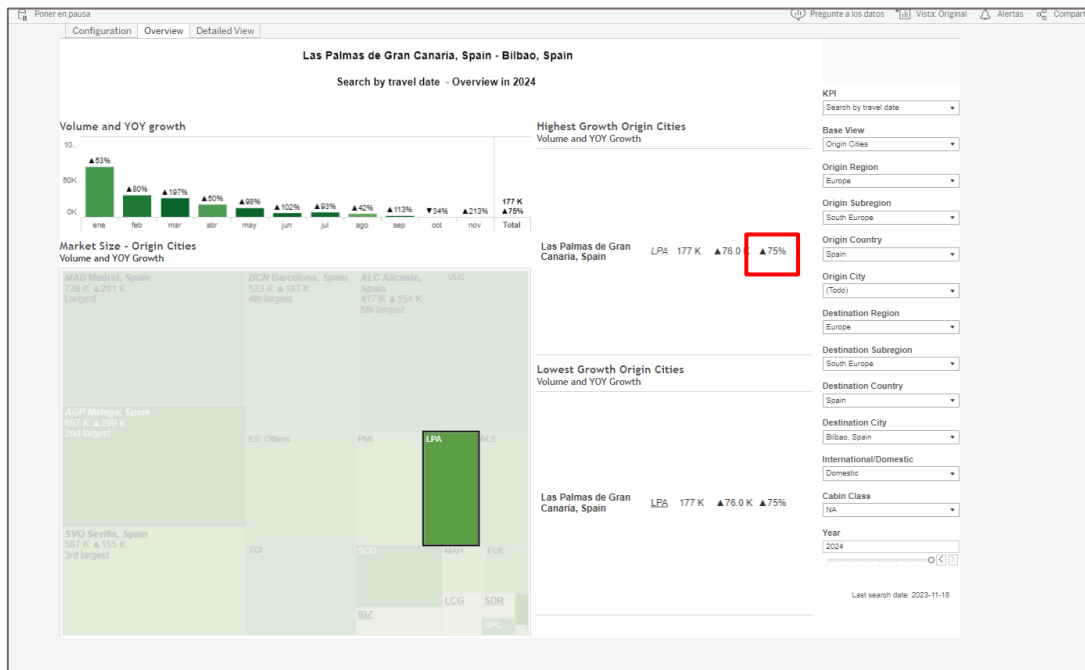 Poner en pausa
Pregunte a los datos
Vista: Original
Alertas
Compart
Configuration
Overview
Detailed View
Las Palmas de Gran Canaria, Spain - Bilbao, Spain
Search by travel date - Overview in 2024
Volume and YOY growth
10...
50K
0K
▲53%
▲80%
▲197%
▲50%
▲98%
▲102%
▲93%
▲42%
▲113%
▼34%
▲213%
177 K
▲75%
ene feb mar abr may jun jul ago sep oct nov Total
Market Size - Origin Cities
Volume and YOY Growth
MAD Madrid, Spain
728 K ▲281 K
Largest
BCN Barcelona, Spain
533 K ▲183 K
4th largest
ALC Alicante,
Spain
417 K ▲154 K
5th largest
VLC
AGP Malaga, Spain
657 K ▲299 K
2nd largest
ES: Others
PMI
LPA
ACE
SVQ Sevilla, Spain
587 K ▲155 K
3rd largest
TCI
SCQ
MAH
FUE
IBZ
LCG
SDR
SPC
Highest Growth Origin Cities
Volume and YOY Growth
Las Palmas de Gran
Canaria, Spain
LPA 177 K ▲76.0 K ▲75%
Lowest Growth Origin Cities
Volume and YOY Growth
Las Palmas de Gran
Canaria, Spain
LPA 177 K ▲76.0 K ▲75%
KPI
Search by travel date
Base View
Origin Cities
Origin Region
Europe
Origin Subregion
South Europe
Origin Country
Spain
Origin City
(Todo)
Destination Region
Europe
Destination Subregion
South Europe
Destination Country
Spain
Destination City
Bilbao, Spain
International/Domestic
Domestic
Cabin Class
NA
Year
2024
Last search date: 2023-11-18